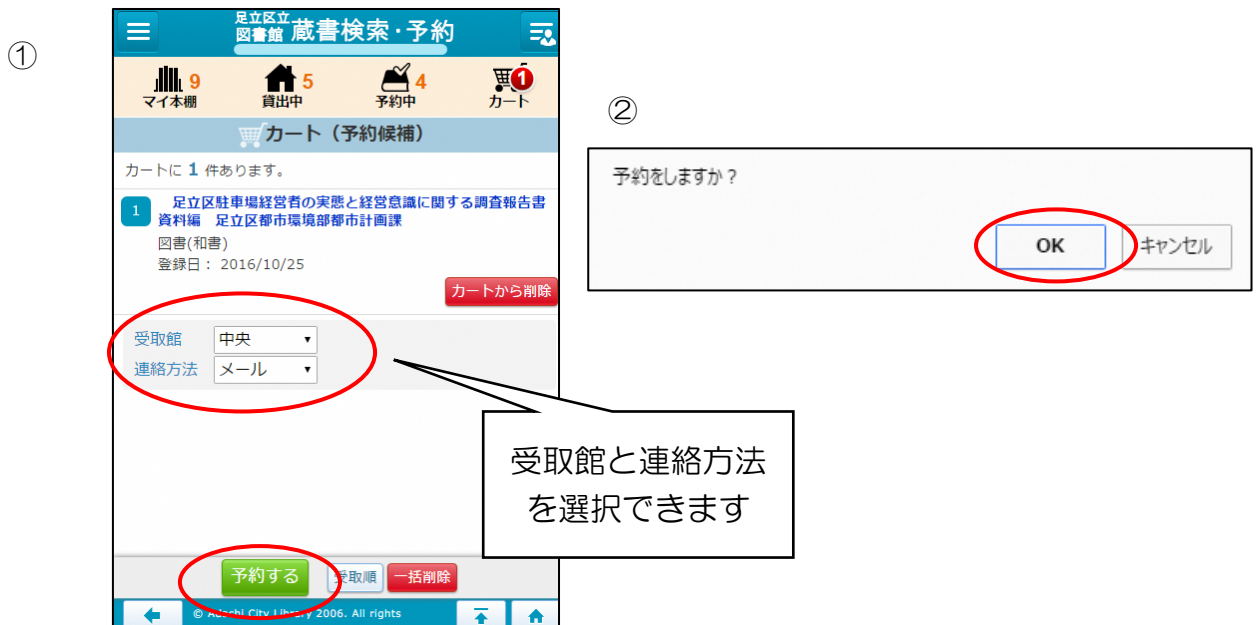 ①
足立区立
図書館 蔵書検索・予約
9
マイ本棚
5
貸出中
4
予約中
1
カート
カート（予約候補）
カートに 1 件あります。
1
足立区駐車場経営者の実態と経営意識に関する調査報告書
資料編 足立区都市環境部都市計画課
図書(和書)
登録日： 2016/10/25
カートから削除
受取館 中央
連絡方法 メール
受取館と連絡方法
を選択できます
予約する 受取順 一括削除
© Adachi City Library 2006. All rights
②
予約をしますか？
OK キャンセル